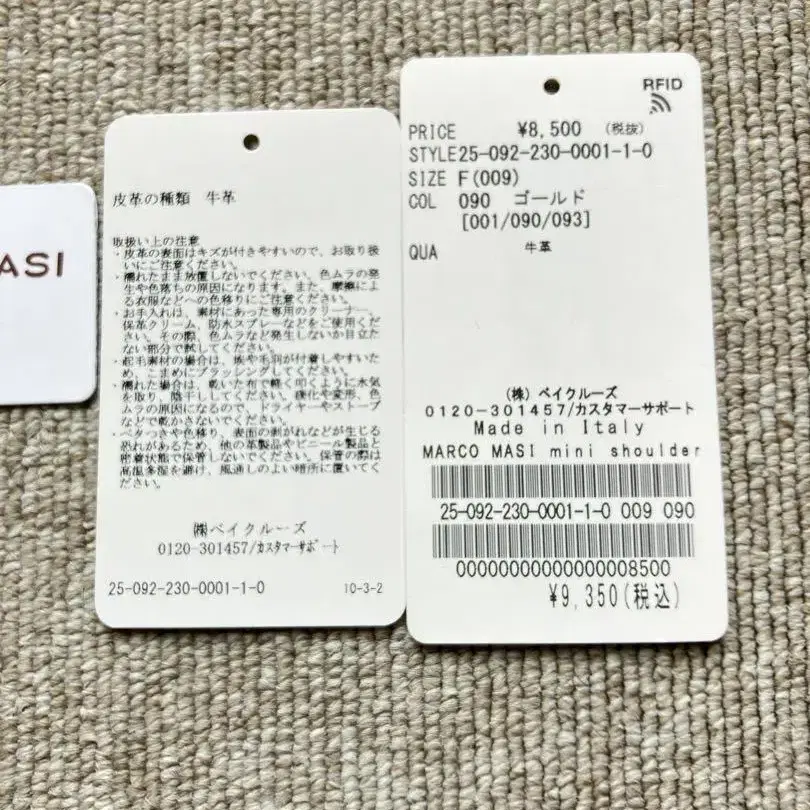 ASI
皮革の種類 牛革
取扱い上の注意
・皮革の表面はキズが付きやすいので、お取り扱
いにご注意ください。
・濡れたまま放置しないでください。色ムラの発
生や色落ちの原因になります。また、摩擦によ
る衣服などへの色移りにご注意ください。
・お手入れは、素材にあった専用のクリーナー、
保革クリーム、防水スプレーなどをご使用くだ
さい。その際、色ムラなど発生しないか目立た
ない部分で試してください。
・起毛素材の場合は、埃や毛羽が付着しやすいた
め、こまめにブラッシングしてください。
・濡れた場合は、乾いた布で軽く叩くように水気
を取り、陰干ししてください。硬化や変形、色
ムラの原因になるので、ドライヤーやストーブ
などで乾かさないでください。
・ベタつきや色移り、表面の剥がれなどが生じる
恐れがあるため、他の革製品やビニール製品と
密着状態で保管しないでください。保管の際は
高温多湿を避け、風通しのよい暗所に置いてく
ださい。
㈱ベイクルーズ
0120-301457/カスタマーサポート
25-092-230-0001-1-0 10-3-2
RFID
PRICE ¥8,500 (税抜)
STYLE25-092-230-0001-1-0
SIZE F(009)
COL 090 ゴールド
[001/090/093]
QUA 牛革
(株) ベイクルーズ
0120-301457/カスタマーサポート
Made in Italy
MARCO MASI mini shoulder
25-092-230-0001-1-0 009 090
00000000000000008500
¥9,350(税込)